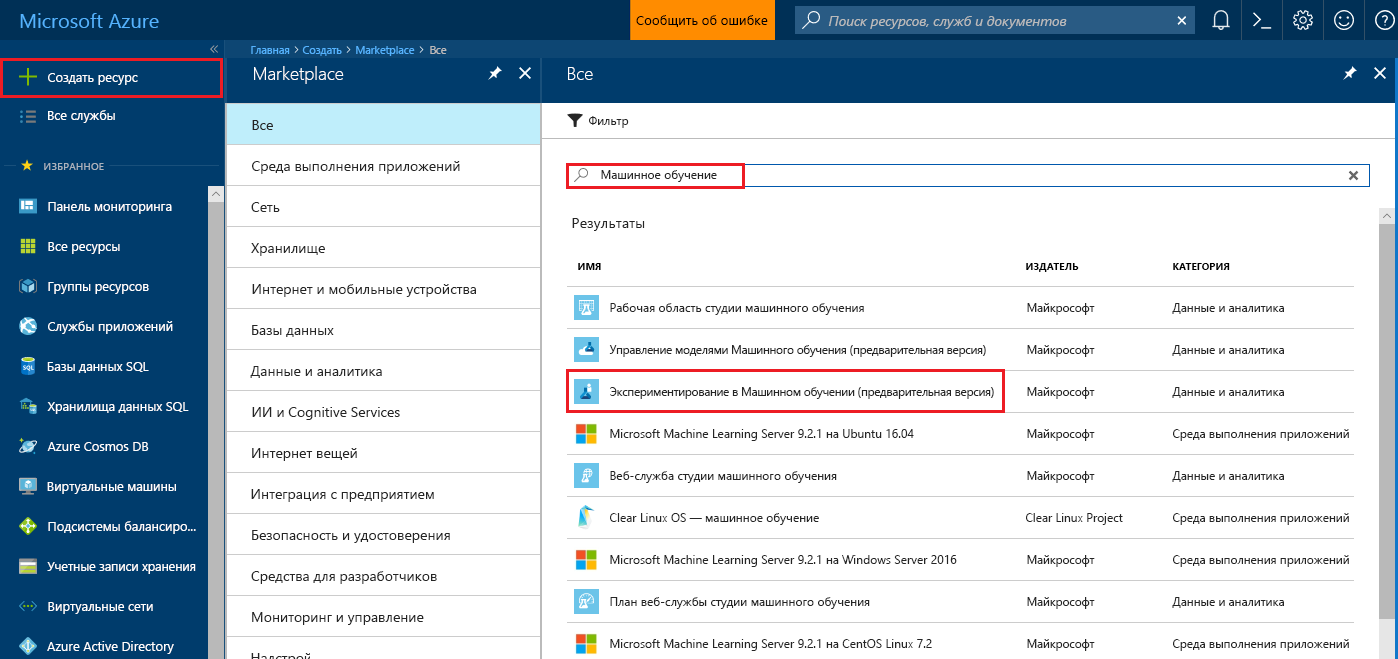 Microsoft Azure
Сообщить об ошибке
Поиск ресурсов, служб и документов
Главная > Создать > Marketplace > Все
Создать ресурс
Все службы
ИЗБРАННОЕ
Панель мониторинга
Все ресурсы
Группы ресурсов
Службы приложений
Базы данных SQL
Хранилища данных SQL
Azure Cosmos DB
Виртуальные машины
Подсистемы балансиро...
Учетные записи хранения
Виртуальные сети
Azure Active Directory
Marketplace
Все
Среда выполнения приложений
Сеть
Хранилище
Интернет и мобильные устройства
Базы данных
Данные и аналитика
ИИ и Cognitive Services
Интернет вещей
Интеграция с предприятием
Безопасность и удостоверения
Средства для разработчиков
Мониторинг и управление
Надстрой
Все
Фильтр
Машинное обучение
Результаты
ИМЯ ИЗДАТЕЛЬ КАТЕГОРИЯ
Рабочая область студии машинного обучения Майкрософт Данные и аналитика
Управление моделями Машинного обучения (предварительная версия) Майкрософт Данные и аналитика
Экспериментирование в Машинном обучении (предварительная версия) Майкрософт Данные и аналитика
Microsoft Machine Learning Server 9.2.1 на Ubuntu 16.04 Майкрософт Среда выполнения приложений
Веб-служба студии машинного обучения Майкрософт Данные и аналитика
Clear Linux OS — машинное обучение Clear Linux Project Среда выполнения приложений
Microsoft Machine Learning Server 9.2.1 на Windows Server 2016 Майкрософт Среда выполнения приложений
План веб-службы студии машинного обучения Майкрософт Данные и аналитика
Microsoft Machine Learning Server 9.2.1 на CentOS Linux 7.2 Майкрософт Среда выполнения приложений